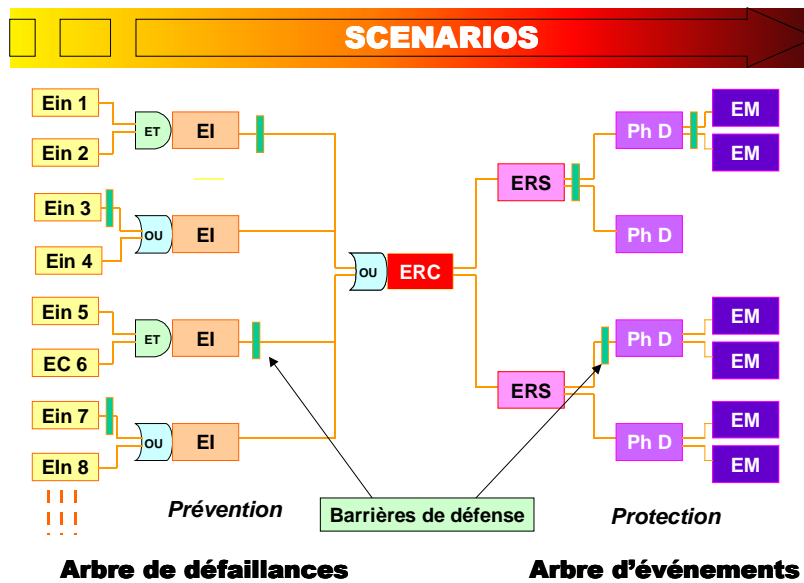 SCENARIOS
Ein 1
Ein 2
ET
EI
Ein 3
Ein 4
OU
EI
Ein 5
EC 6
ET
EI
Ein 7
EIn 8
OU
EI
OU
ERC
ERS
ERS
Ph D
Ph D
Ph D
Ph D
EM
EM
EM
EM
EM
EM
Prévention
Barrières de défense
Protection
Arbre de défaillances
Arbre d'événements